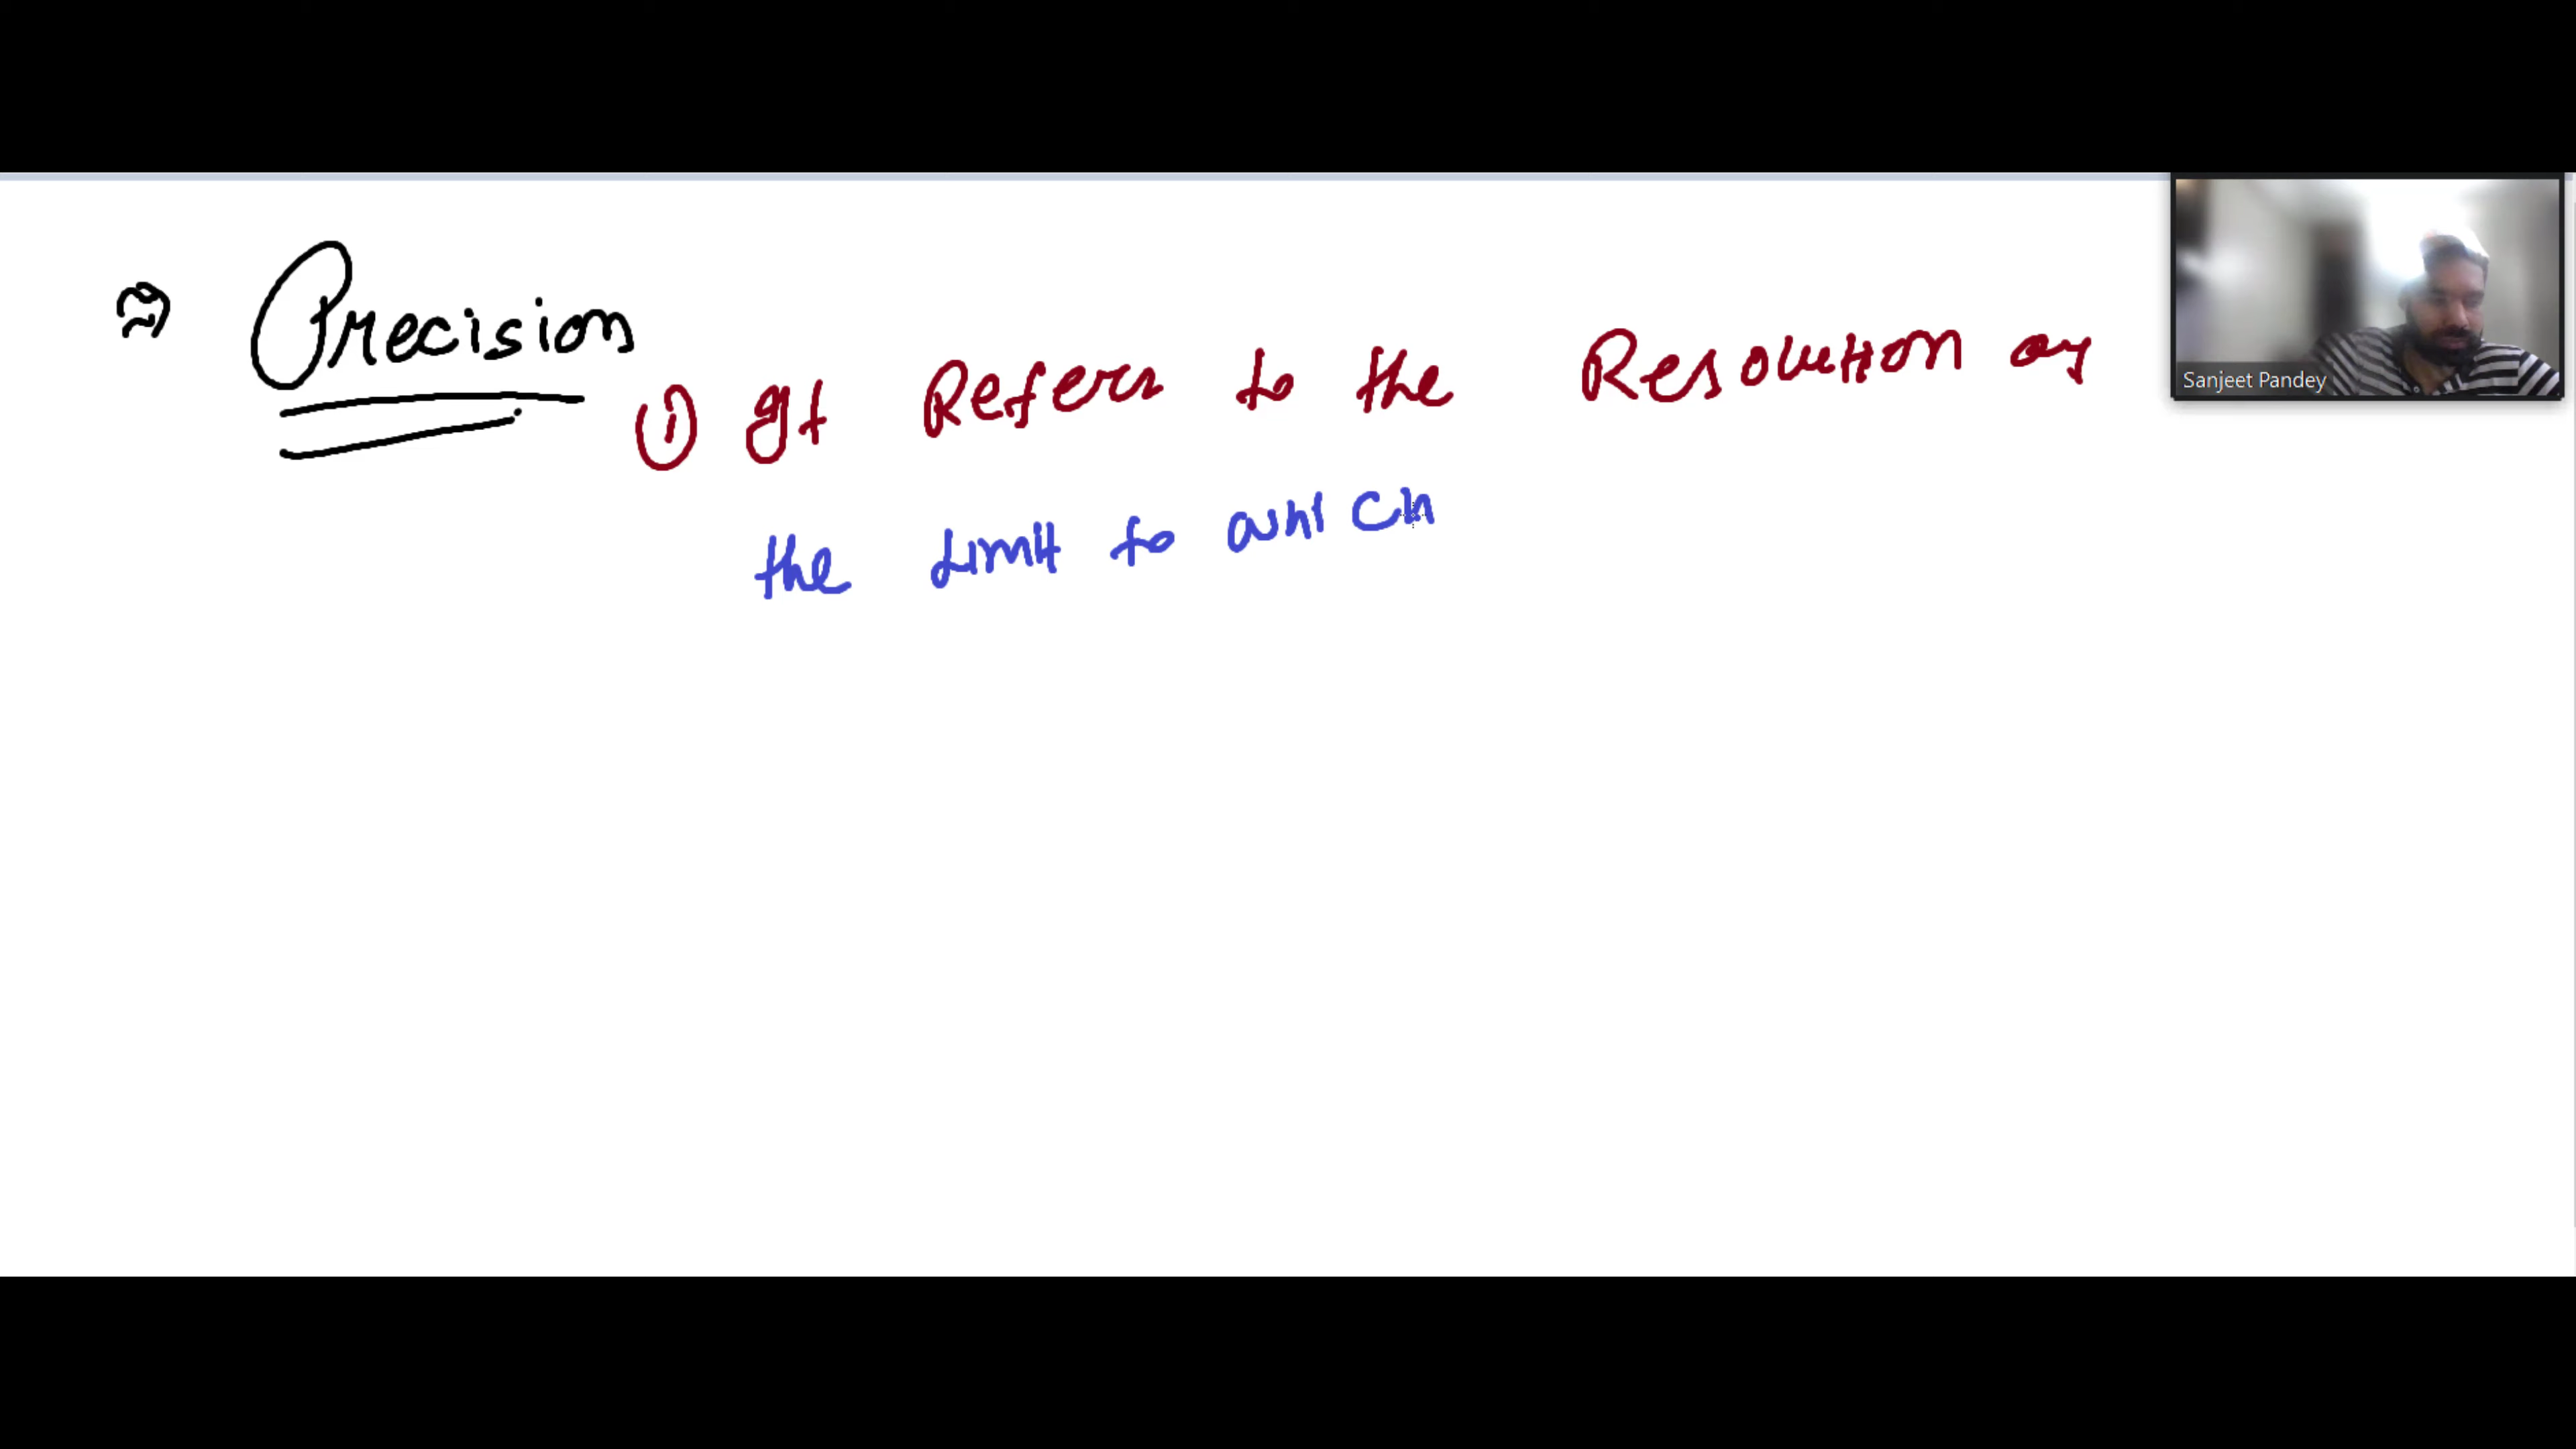 ⇒ Precision
① It Refers to the Resolution or
the limit to which
Sanjeet Pandey